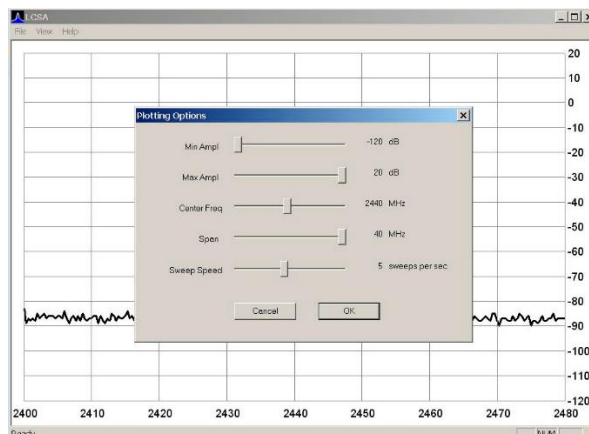 LCSA
File View Help
Plotting Options
Min Ampl -120 dB
Max Ampl 20 dB
Center Freq 2440 MHz
Span 40 MHz
Sweep Speed 5 sweeps per sec
Cancel OK
20
10
0
-10
-20
-30
-40
-50
-60
-70
-80
-90
-100
-110
-120
2400 2410 2420 2430 2440 2450 2460 2470 2480
Ready NUM